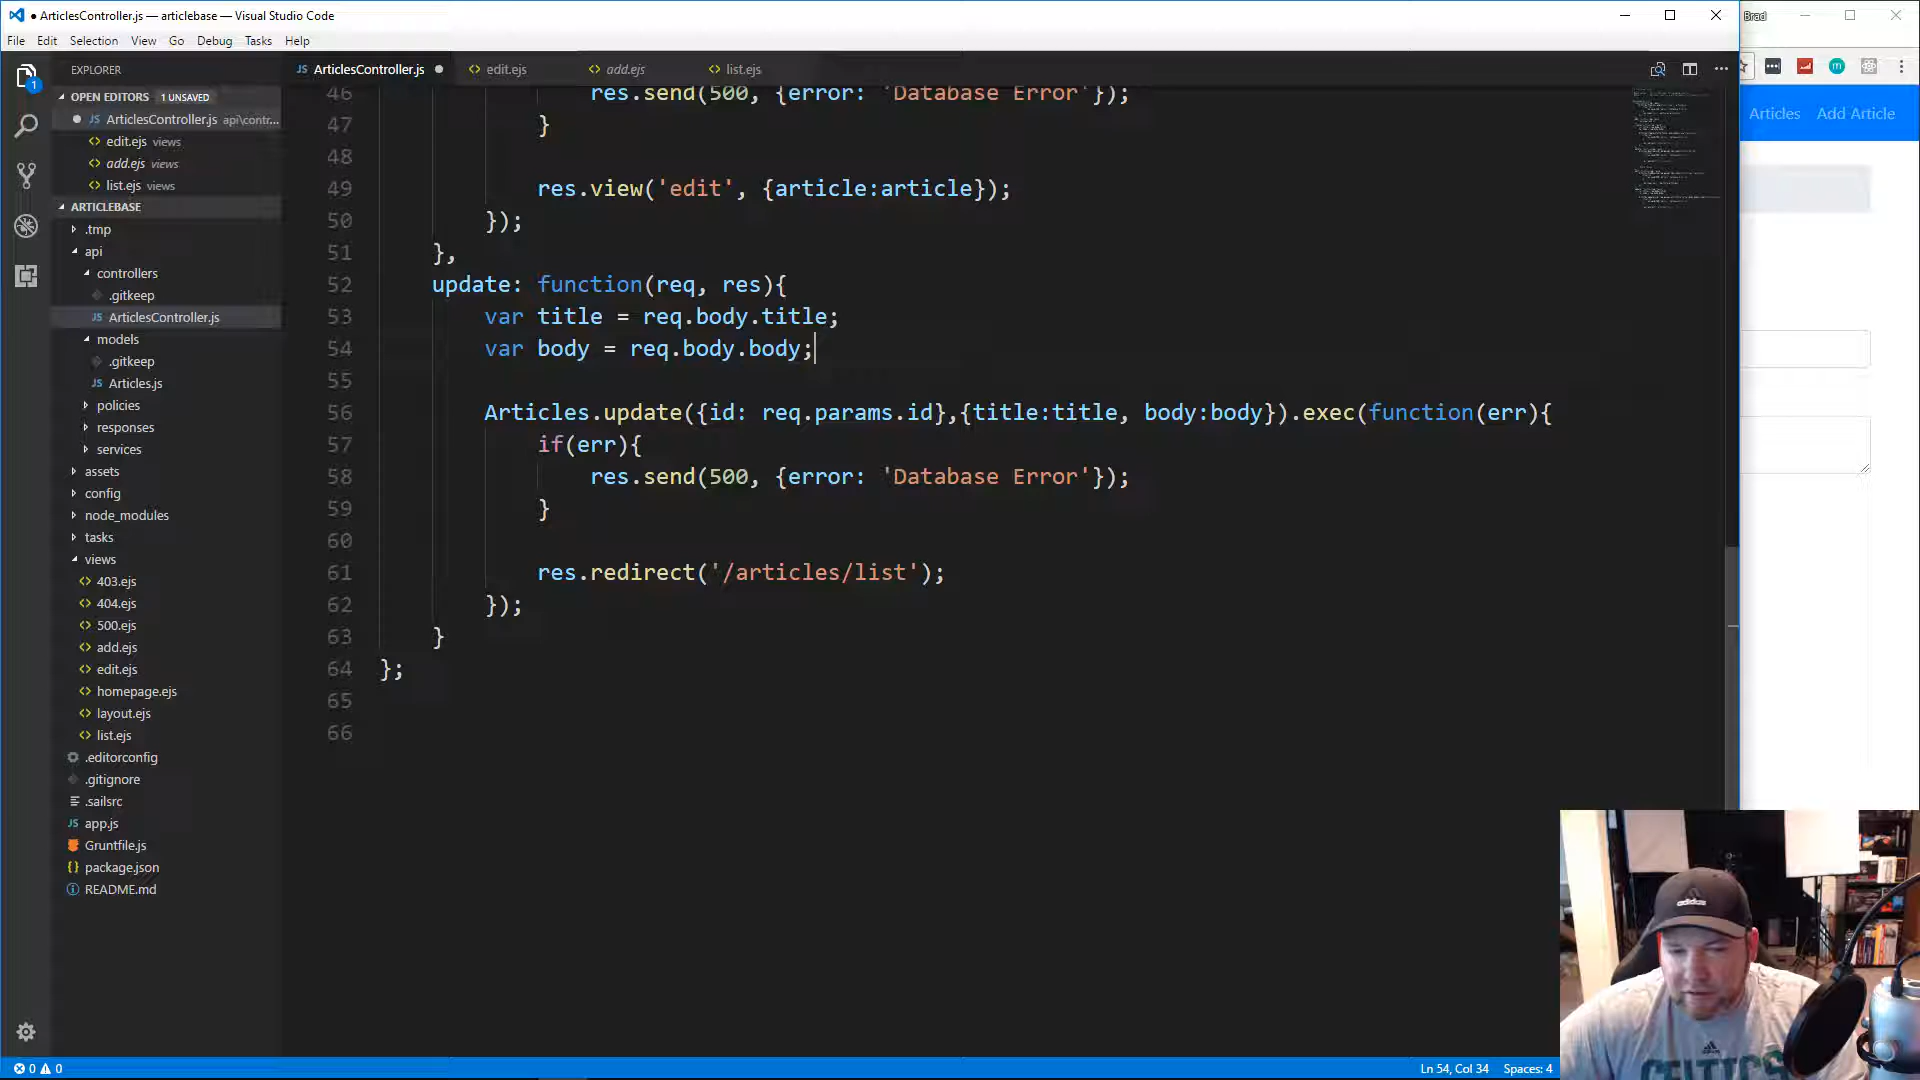 ● ArticlesController.js — articlebase — Visual Studio Code
Brad
File Edit Selection View Go Debug Tasks Help
EXPLORER
JS ArticlesController.js ●
<> edit.ejs
<> add.ejs
<> list.ejs
1
OPEN EDITORS 1 UNSAVED
● JS ArticlesController.js api\contr...
<> edit.ejs views
<> add.ejs views
<> list.ejs views
ARTICLEBASE
.tmp
api
controllers
.gitkeep
JS ArticlesController.js
models
.gitkeep
JS Articles.js
policies
responses
services
assets
config
node_modules
tasks
views
<> 403.ejs
<> 404.ejs
<> 500.ejs
<> add.ejs
<> edit.ejs
<> homepage.ejs
<> layout.ejs
<> list.ejs
.editorconfig
.gitignore
.sailsrc
JS app.js
Gruntfile.js
{} package.json
README.md
46 res.send(500, {error: 'Database Error'});
47 }
48
49 res.view('edit', {article:article});
50 });
51 },
52 update: function(req, res){
53 var title = req.body.title;
54 var body = req.body.body;
55
56 Articles.update({id: req.params.id},{title:title, body:body}).exec(function(err){
57 if(err){
58 res.send(500, {error: 'Database Error'});
59 }
60
61 res.redirect('/articles/list');
62 });
63 }
64 };
65
66
Articles Add Article
CELTICS
0 0
Ln 54, Col 34 Spaces: 4